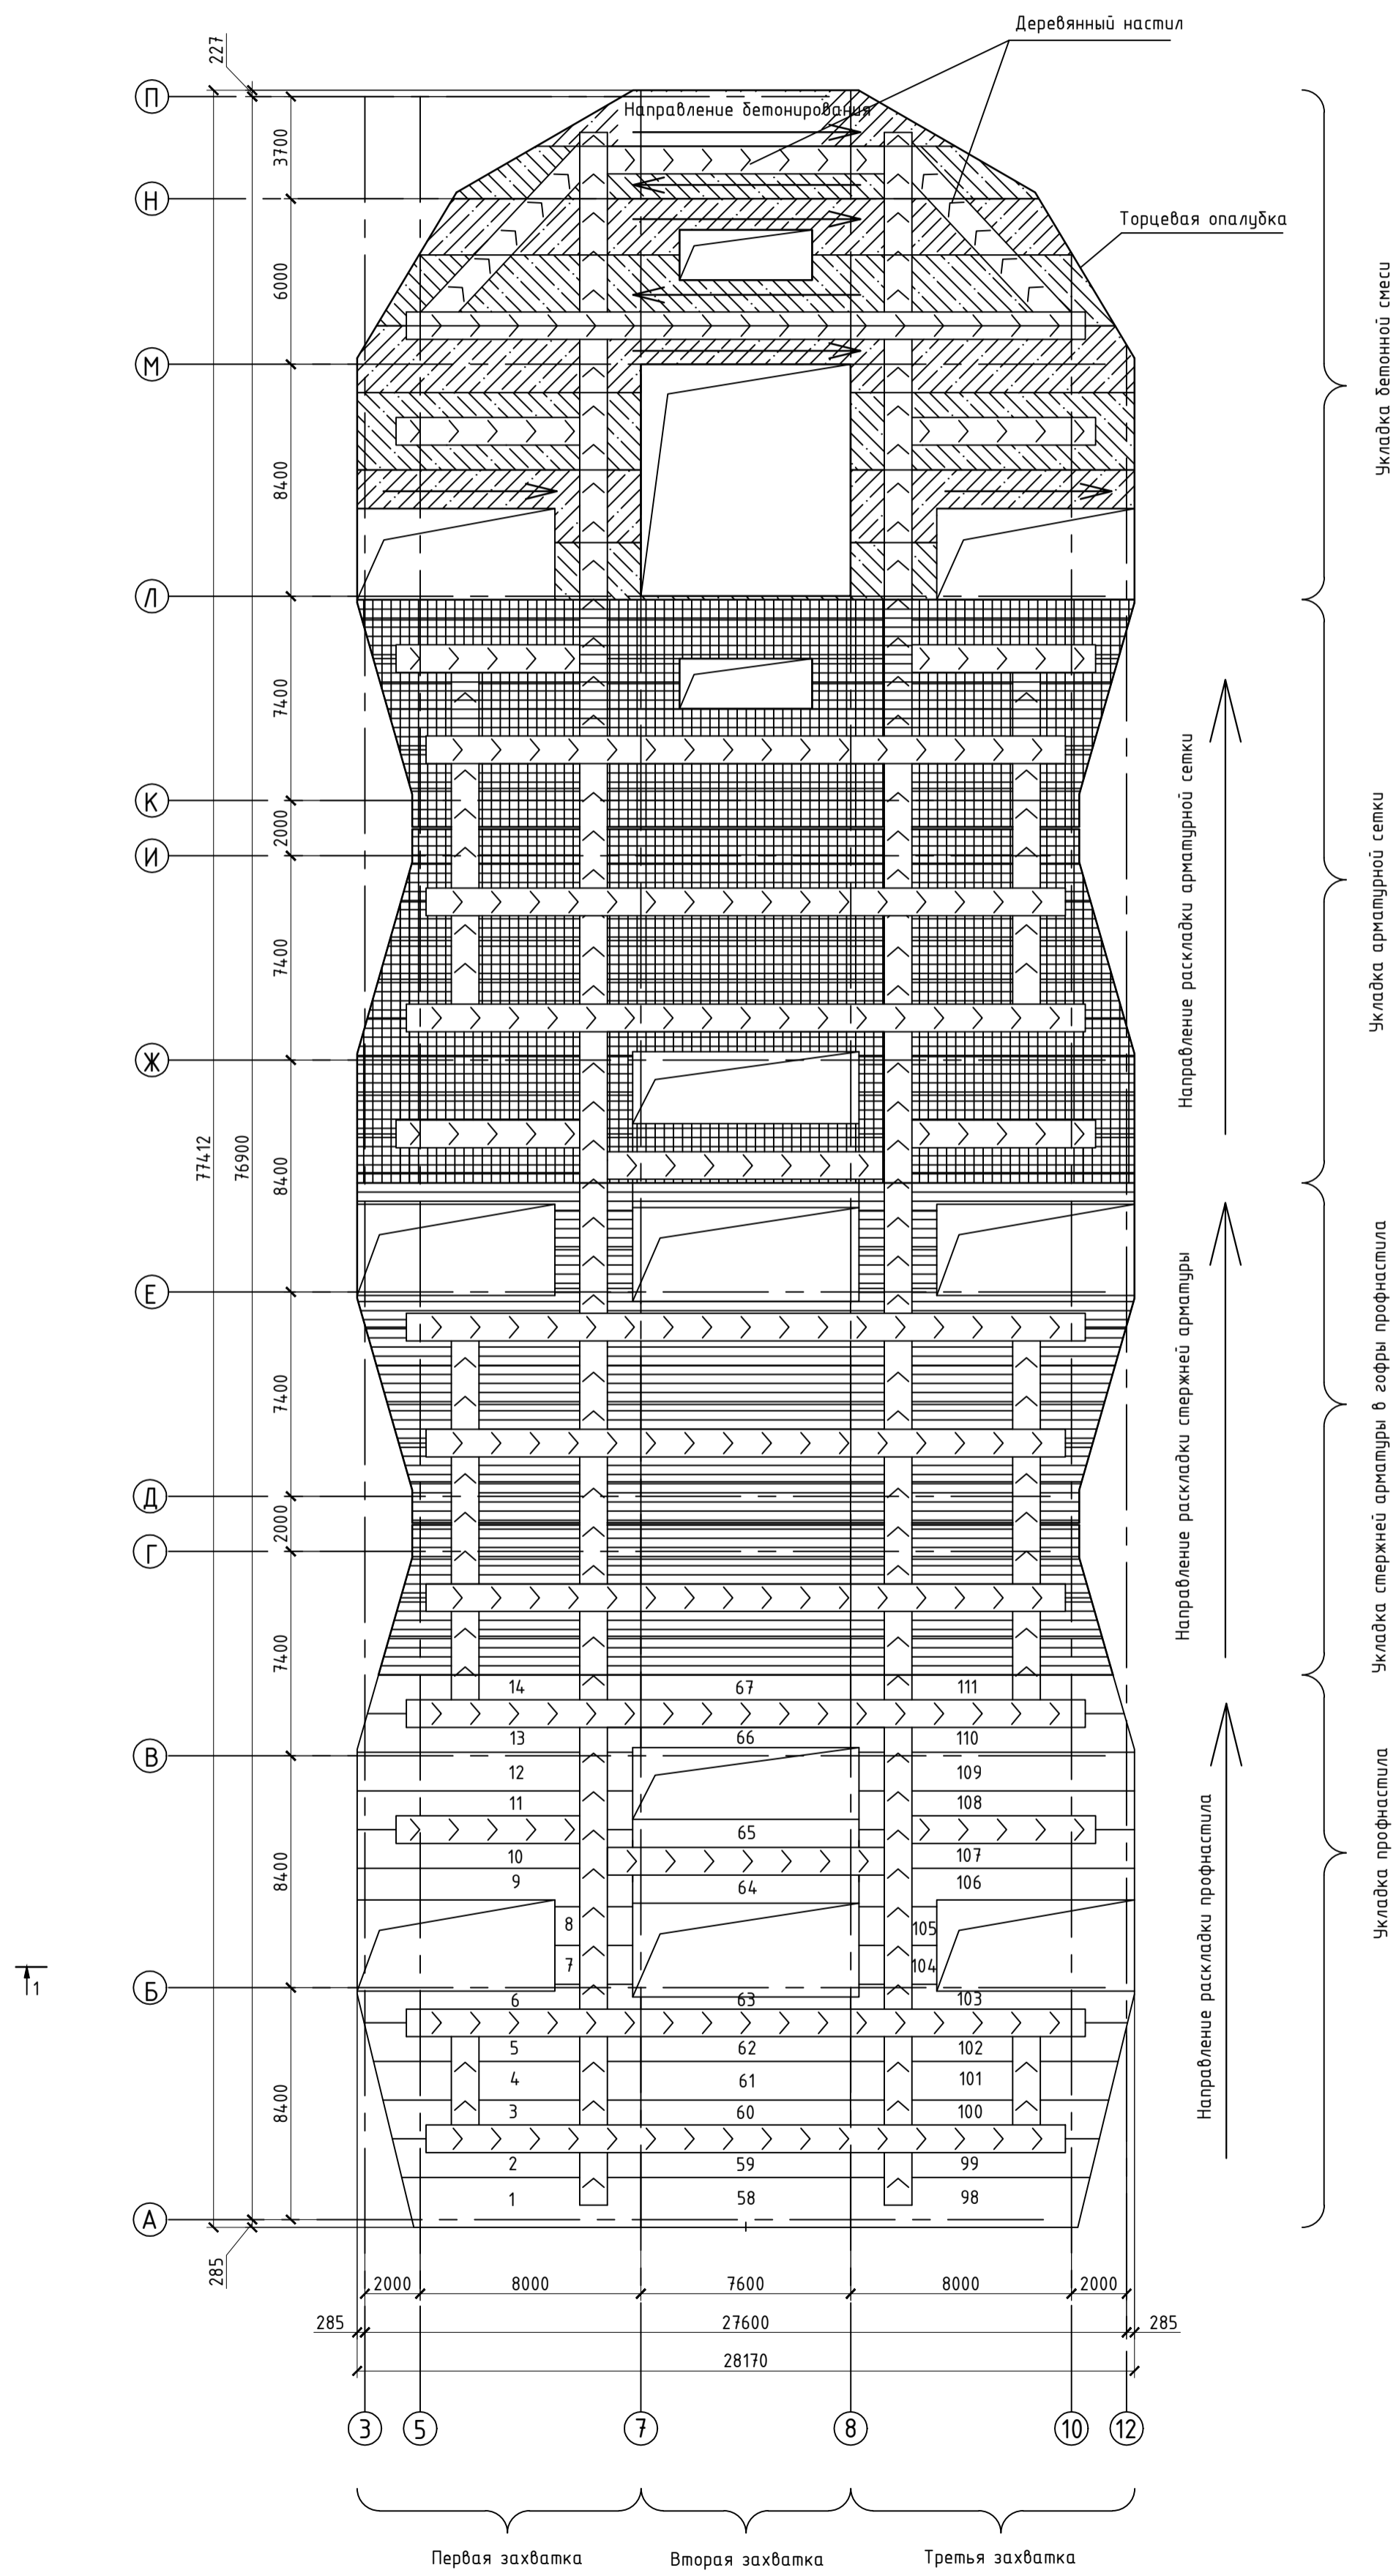 Деревянный настил
227
П
Направление бетонирования
3700
Н
Торцевая опалубка
6000
Укладка бетонной смеси
М
8400
Л
7400
Направление раскладки арматурной сетки
К
2000
И
Укладка арматурной сетки
7400
Ж
77412
76900
8400
Е
Направление раскладки стержней арматуры
Укладка стержней арматуры в гофры профнастила
7400
Д
2000
Г
7400
14 67 111
13 66 110
В
12 109
11 108
65
10 107
9 64 106
8400
Направление раскладки профнастила
Укладка профнастила
8 105
7 104
1
Б
6 63 103
5 62 102
4 61 101
3 60 100
8400
2 59 99
1 58 98
А
285
2000 8000 7600 8000 2000
285 27600 285
28170
3 5 7 8 10 12
Первая захватка Вторая захватка Третья захватка